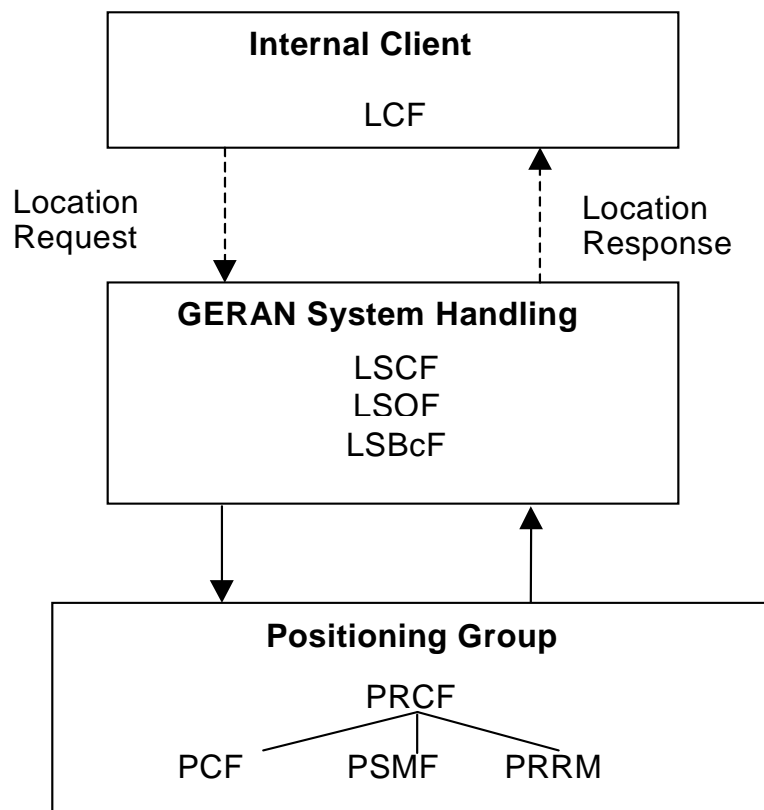 Internal Client
LCF
Location
Request
Location
Response
GERAN System Handling
LSCF
LSOF
LSBcF
Positioning Group
PRCF
PCF PSMF PRRM